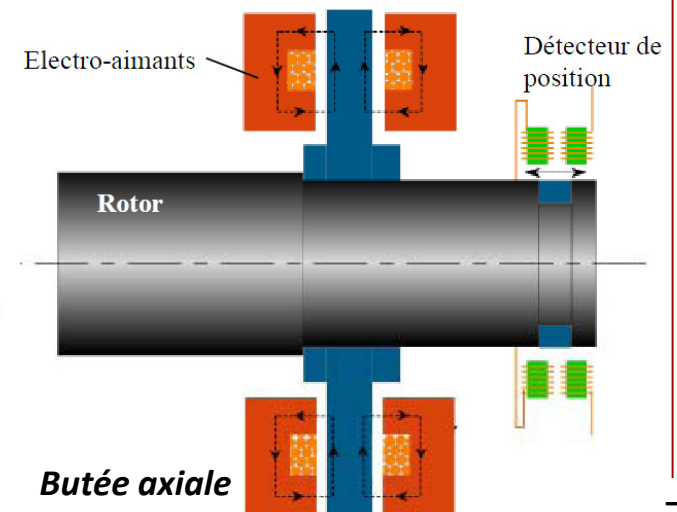 Electro-aimants
Détecteur de
position
Rotor
Butée axiale